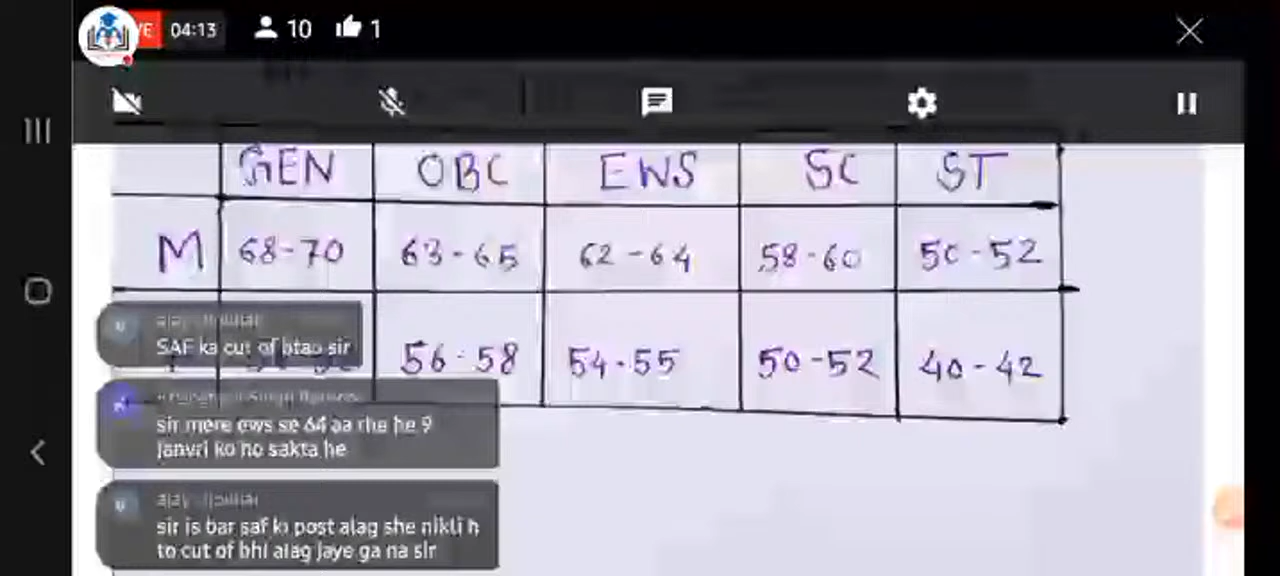 04:13 10 1
GEN OBC EWS SC ST
M 68-70 63-65 62-64 58-60 50-52
56-58 54-55 50-52 40-42
SAF ka cut of btao sir
sir mere ews se 64 aa rhe he 9
janvri ko ho sakta he
sir is bar saf ki post alag she nikli h
to cut of bhi alag jaye ga na sir